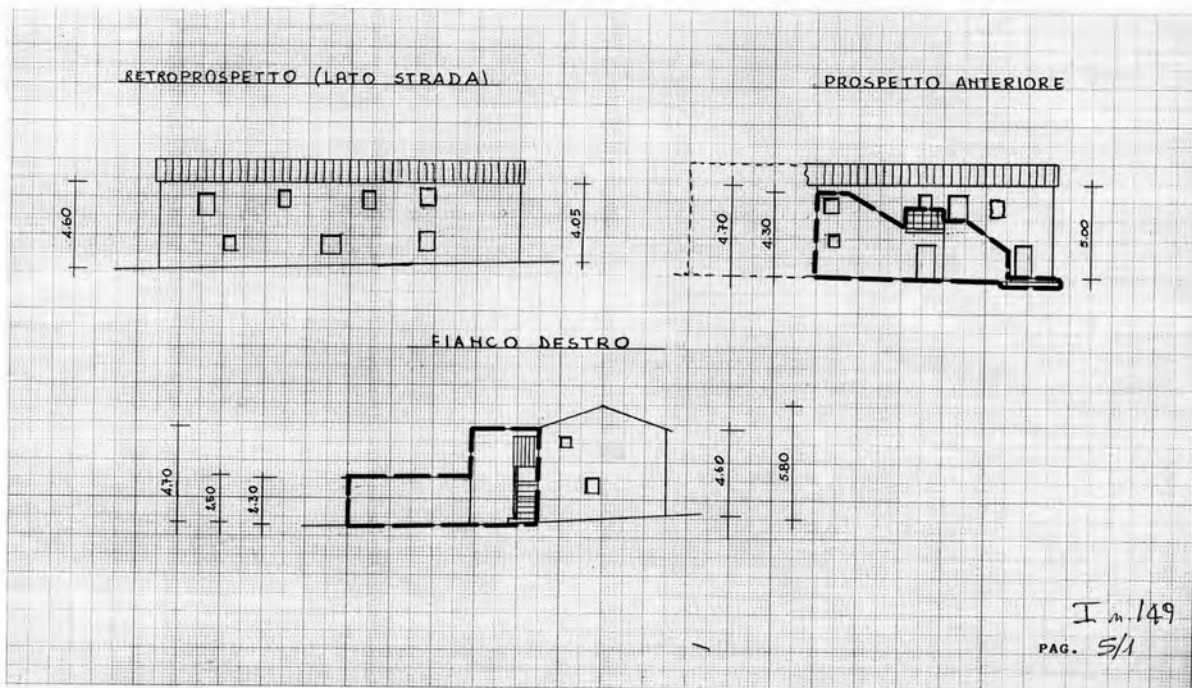 RETROPROSPETTO (LATO STRADA)
PROSPETTO ANTERIORE
4.60
4.05
4.70
4.30
5.00
FIANCO DESTRO
4.70
2.50
2.30
4.60
5.80
I n. 149
PAG. 5/1